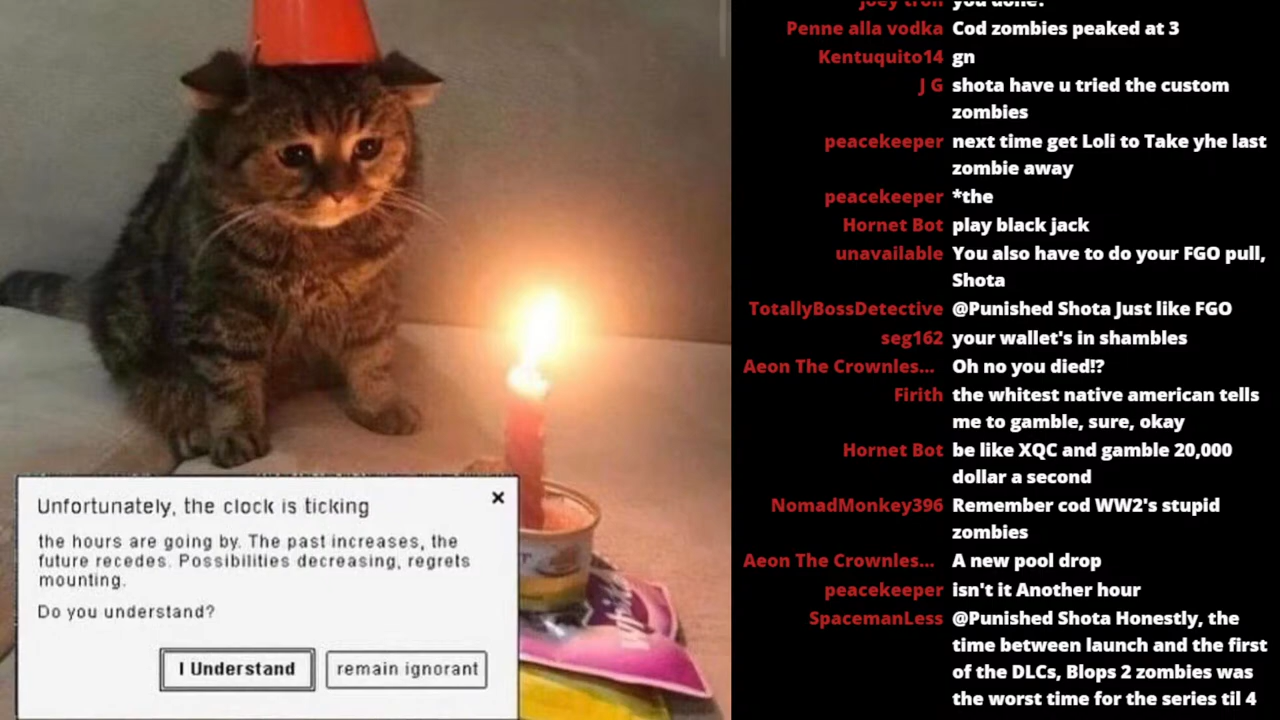 Unfortunately, the clock is ticking
the hours are going by. The past increases, the
future recedes. Possibilities decreasing, regrets
mounting.
Do you understand?
I Understand
remain ignorant
you done?
Penne alla vodka Cod zombies peaked at 3
Kentuquito14 gn
J G shota have u tried the custom
zombies
peacekeeper next time get Loli to Take yhe last
zombie away
peacekeeper *the
Hornet Bot play black jack
unavailable You also have to do your FGO pull,
Shota
TotallyBossDetective @Punished Shota Just like FGO
seg162 your wallet's in shambles
Aeon The Crownles... Oh no you died!?
Firith the whitest native american tells
me to gamble, sure, okay
Hornet Bot be like XQC and gamble 20,000
dollar a second
NomadMonkey396 Remember cod WW2's stupid
zombies
Aeon The Crownles... A new pool drop
peacekeeper isn't it Another hour
SpacemanLess @Punished Shota Honestly, the
time between launch and the first
of the DLCs, Blops 2 zombies was
the worst time for the series til 4